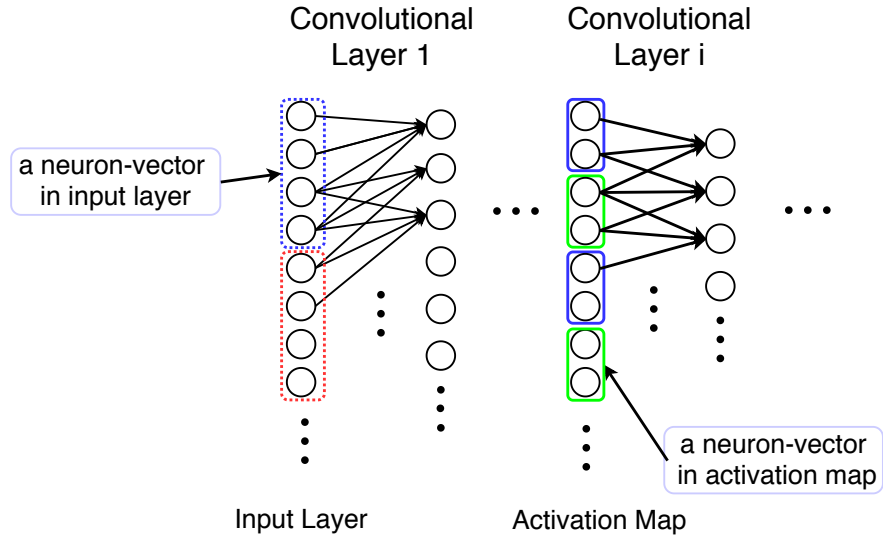 Convolutional
Layer 1
Convolutional
Layer i
a neuron-vector
in input layer
a neuron-vector
in activation map
Input Layer
Activation Map